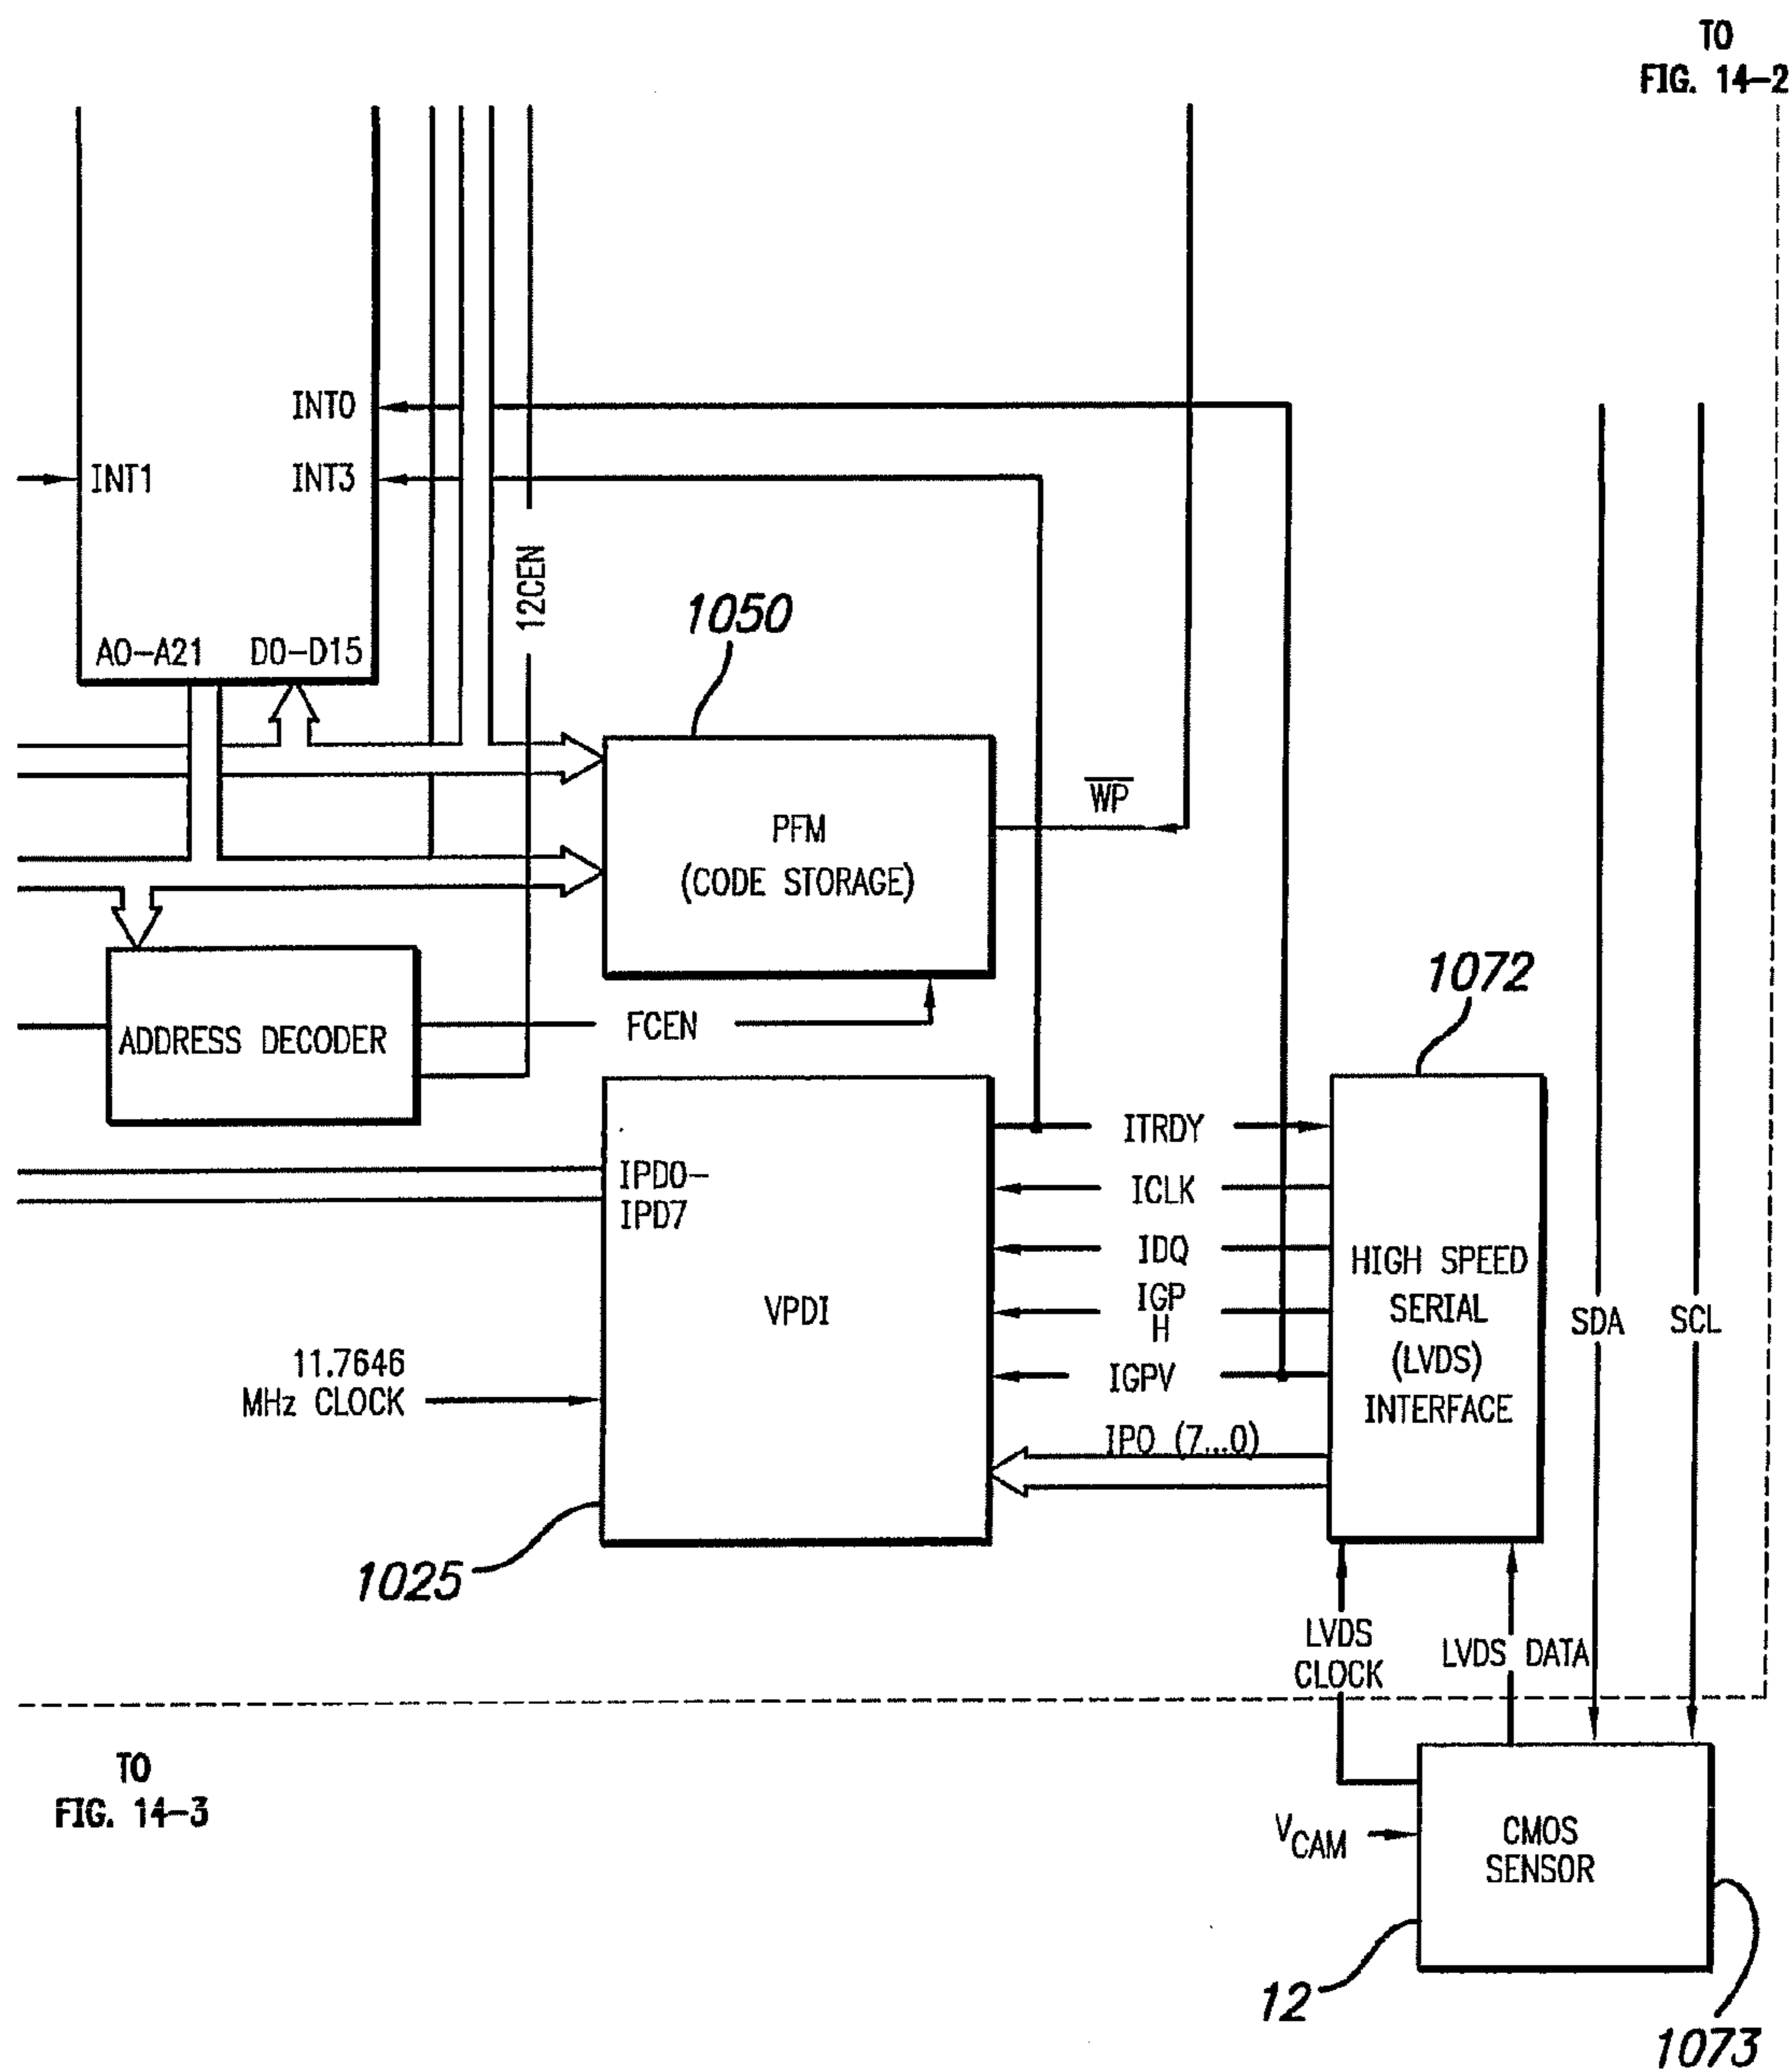 TO
FIG. 14-2
INT0
INT1
INT3
12CEN
A0-A21
D0-D15
1050
WP
PFM
(CODE STORAGE)
1072
FCEN
ADDRESS DECODER
ITRDY
IPD0-
IPD7
ICLK
IDQ
HIGH SPEED
SERIAL
(LVDS)
INTERFACE
VPDI
IGP
H
SDA
SCL
11.7646
MHz CLOCK
IGPV
IPO (7...0)
1025
LVDS
CLOCK
LVDS DATA
TO
FIG. 14-3
VCAM
CMOS
SENSOR
12
1073